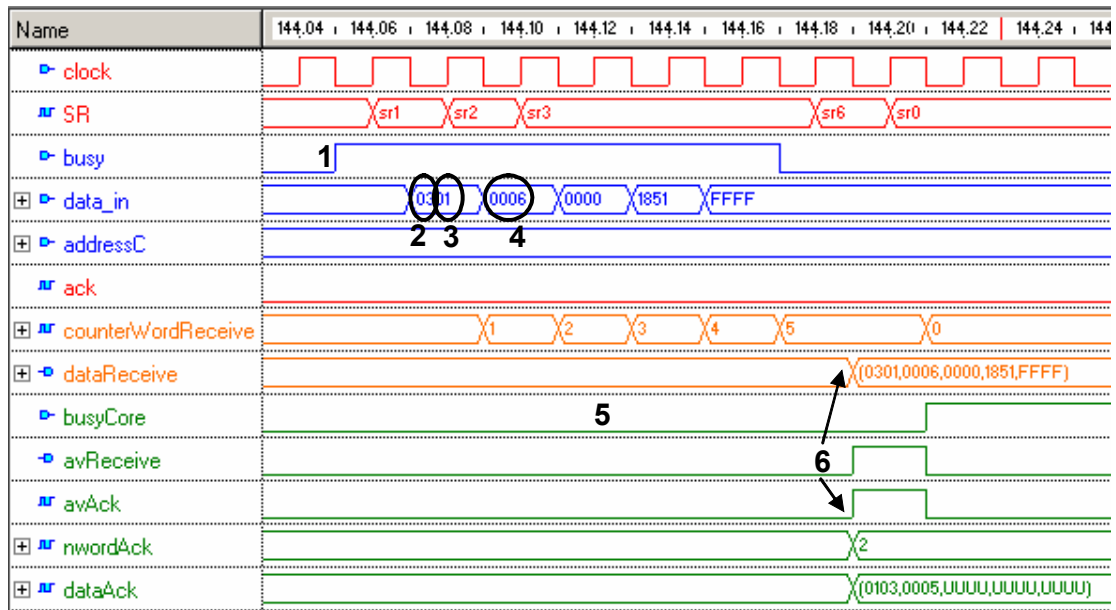 Name 144.04 144.06 144.08 144.10 144.12 144.14 144.16 144.18 144.20 144.22 144.24 144
clock
SR sr1 sr2 sr3 sr6 sr0
busy 1
data_in 0301 0006 0000 1851 FFFF
2 3 4
addressC
ack
counterWordReceive 1 2 3 4 5 0
dataReceive (0301,0006,0000,1851,FFFF)
busyCore 5
avReceive 6
avAck
nwordAck 2
dataAck (0103,0005,UUUU,UUUU,UUUU)